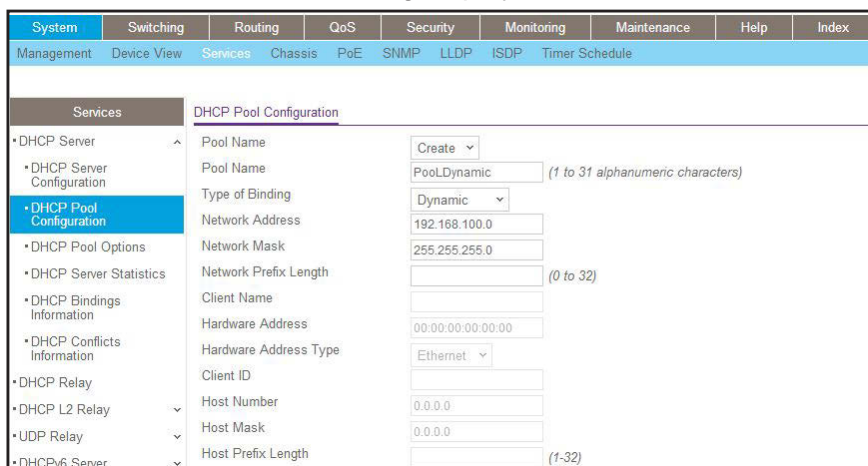 System Switching Routing QoS Security Monitoring Maintenance Help Index
Management Device View Services Chassis PoE SNMP LLDP ISDP Timer Schedule
Services
• DHCP Server
• DHCP Server
Configuration
• DHCP Pool
Configuration
• DHCP Pool Options
• DHCP Server Statistics
• DHCP Bindings
Information
• DHCP Conflicts
Information
• DHCP Relay
• DHCP L2 Relay
• UDP Relay
• DHCPv6 Server
DHCP Pool Configuration
Pool Name Create
Pool Name PooLDynamic (1 to 31 alphanumeric characters)
Type of Binding Dynamic
Network Address 192.168.100.0
Network Mask 255.255.255.0
Network Prefix Length (0 to 32)
Client Name
Hardware Address 00:00:00:00:00:00
Hardware Address Type Ethernet
Client ID
Host Number 0.0.0.0
Host Mask 0.0.0.0
Host Prefix Length (1-32)